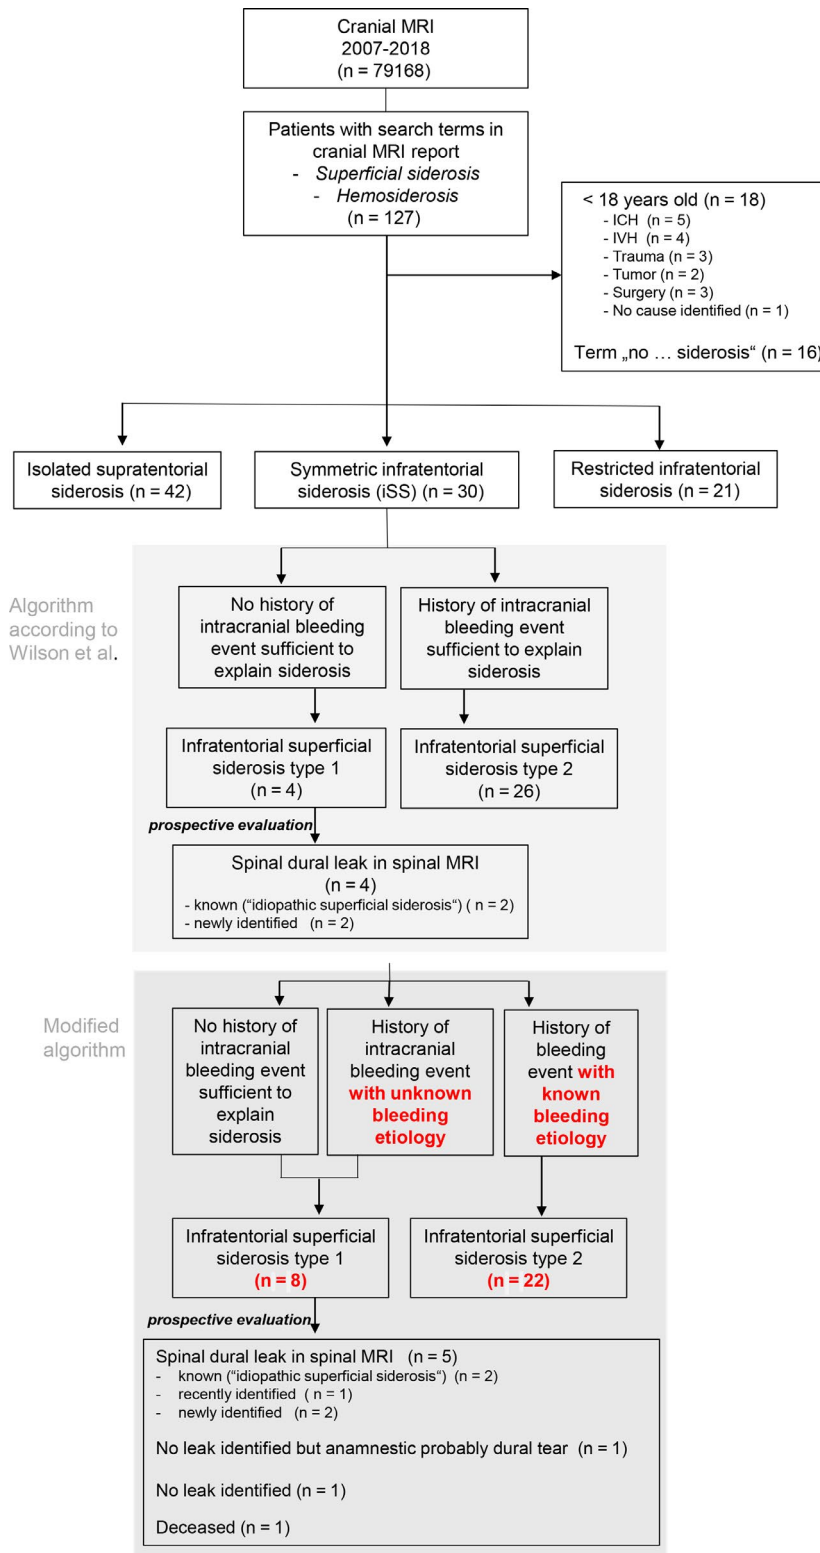 Cranial MRI
2007-2018
(n = 79168)
Patients with search terms in
cranial MRI report
- Superficial siderosis
- Hemosiderosis
(n = 127)
< 18 years old (n = 18)
- ICH (n = 5)
- IVH (n = 4)
- Trauma (n = 3)
- Tumor (n = 2)
- Surgery (n = 3)
- No cause identified (n = 1)
Term „no ... siderosis“ (n = 16)
Isolated supratentorial
siderosis (n = 42)
Symmetric infratentorial
siderosis (iSS) (n = 30)
Restricted infratentorial
siderosis (n = 21)
Algorithm
according to
Wilson et al.
No history of
intracranial bleeding
event sufficient to
explain siderosis
History of intracranial
bleeding event
sufficient to explain
siderosis
Infratentorial superficial
siderosis type 1
(n = 4)
Infratentorial superficial
siderosis type 2
(n = 26)
prospective evaluation
Spinal dural leak in spinal MRI
(n = 4)
- known (“idiopathic superficial siderosis“) ( n = 2)
- newly identified (n = 2)
Modified
algorithm
No history of
intracranial
bleeding event
sufficient to
explain
siderosis
History of
intracranial
bleeding event
with unknown
bleeding
etiology
History of
bleeding
event with
known
bleeding
etiology
Infratentorial superficial
siderosis type 1
(n = 8)
Infratentorial superficial
siderosis type 2
(n = 22)
prospective evaluation
Spinal dural leak in spinal MRI (n = 5)
- known (“idiopathic superficial siderosis“) (n = 2)
- recently identified ( n = 1)
- newly identified (n = 2)
No leak identified but anamnestic probably dural tear (n = 1)
No leak identified (n = 1)
Deceased (n = 1)